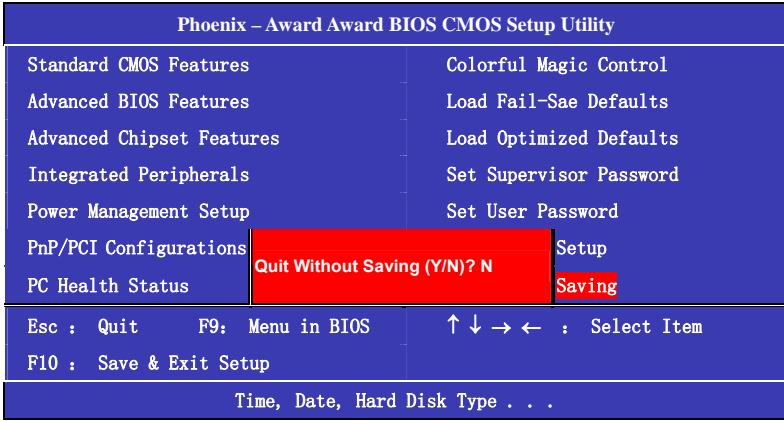 Phoenix – Award Award BIOS CMOS Setup Utility
Standard CMOS Features
Colorful Magic Control
Advanced BIOS Features
Load Fail-Sae Defaults
Advanced Chipset Features
Load Optimized Defaults
Integrated Peripherals
Set Supervisor Password
Power Management Setup
Set User Password
PnP/PCI Configurations
Setup
Quit Without Saving (Y/N)? N
PC Health Status
Saving
Esc : Quit F9: Menu in BIOS
↑ ↓ → ← : Select Item
F10 : Save & Exit Setup
Time, Date, Hard Disk Type . . .